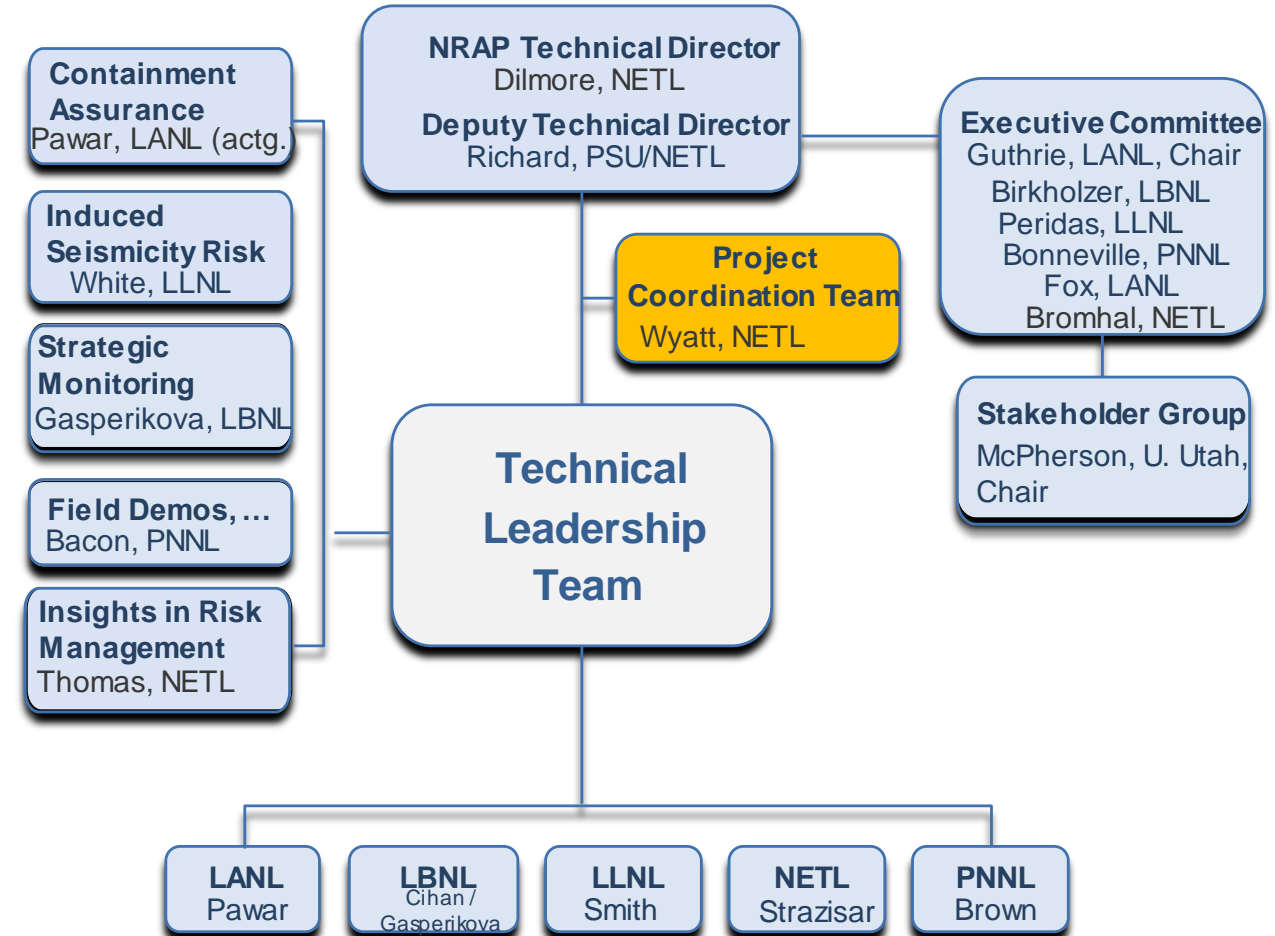 NRAP Technical Director
Dilmore, NETL
Deputy Technical Director
Richard, PSU/NETL
Containment
Assurance
Pawar, LANL (actg.)
Induced
Seismicity Risk
White, LLNL
Strategic
Monitoring
Gasperikova, LBNL
Field Demos, ...
Bacon, PNNL
Insights in Risk
Management
Thomas, NETL
Project
Coordination Team
Wyatt, NETL
Executive Committee
Guthrie, LANL, Chair
Birkholzer, LBNL
Peridas, LLNL
Bonneville, PNNL
Fox, LANL
Bromhal, NETL
Stakeholder Group
McPherson, U. Utah,
Chair
Technical
Leadership
Team
LANL
Pawar
LBNL
Cihan /
Gasperikova
LLNL
Smith
NETL
Strazisar
PNNL
Brown